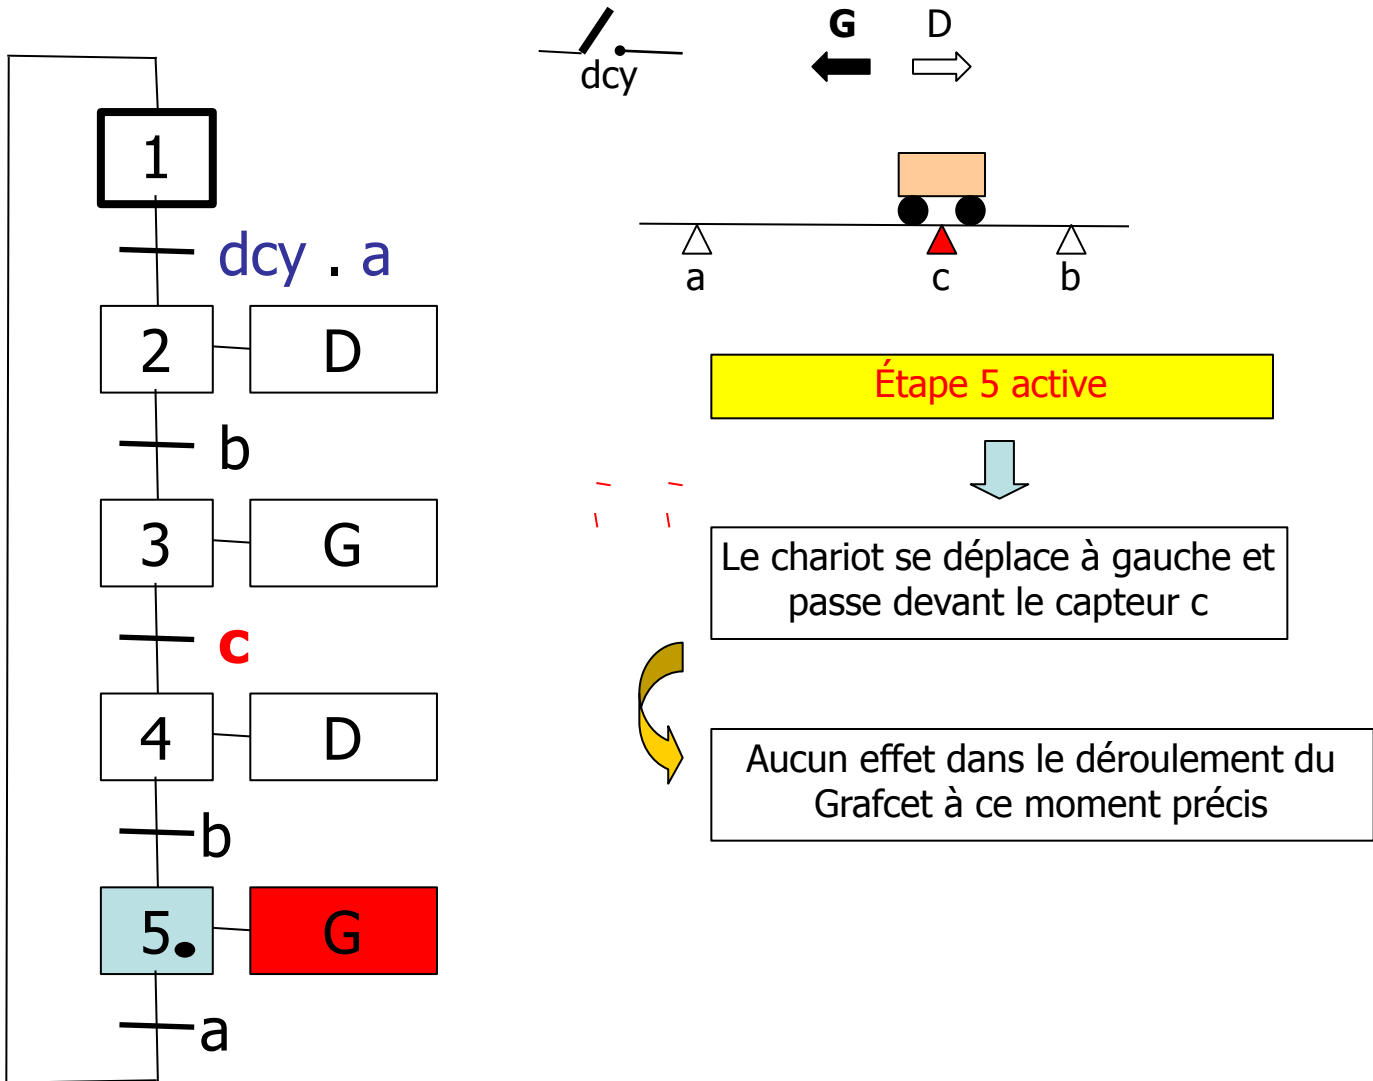 G D
dcy
1
dcy . a
a c b
2 D
Étape 5 active
b
3 G
Le chariot se déplace à gauche et
passe devant le capteur c
c
4 D
Aucun effet dans le déroulement du
Grafcet à ce moment précis
b
5 G
a